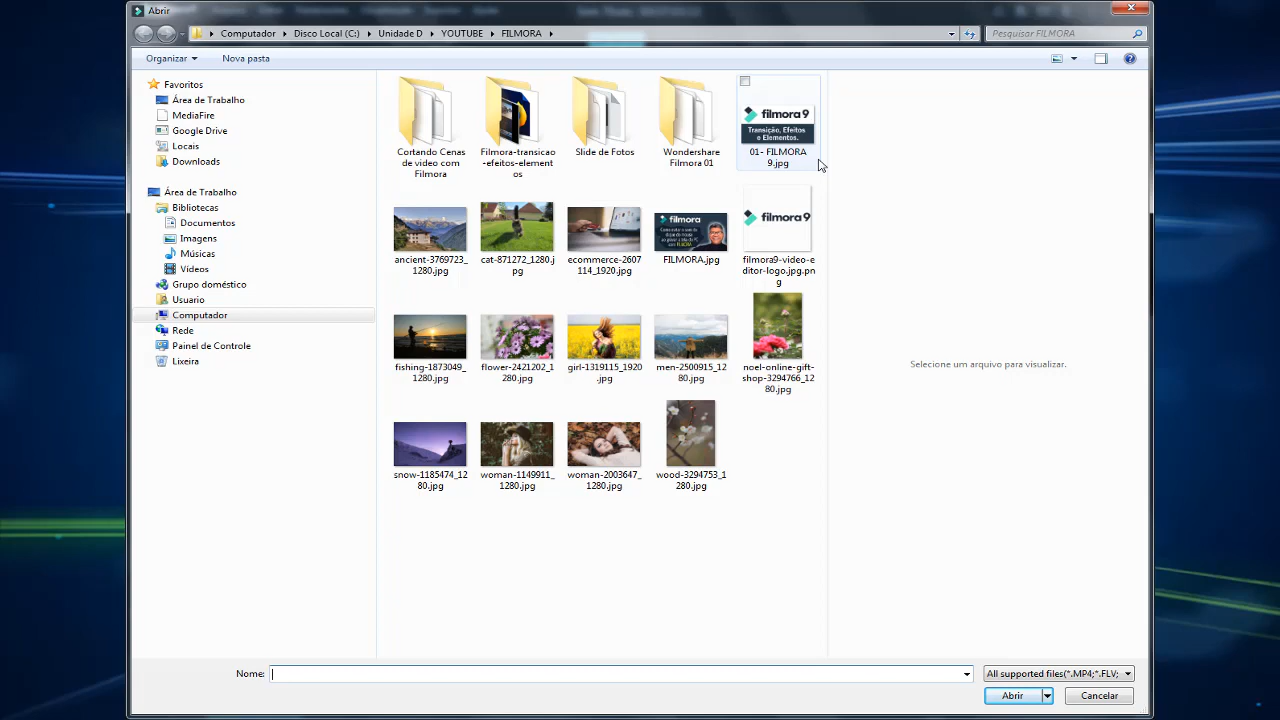 Abrir
Computador
Disco Local (C:)
Unidade D
YOUTUBE
FILMORA
Pesquisar FILMORA
Organizar
Nova pasta
Favoritos
Área de Trabalho
MediaFire
Google Drive
Locais
Downloads
Área de Trabalho
Bibliotecas
Documentos
Imagens
Músicas
Vídeos
Grupo doméstico
Usuario
Computador
Rede
Painel de Controle
Lixeira
Cortando Cenas
de video com
Filmora
Filmora-transicao
-efeitos-element
os
Slide de Fotos
Wondershare
Filmora 01
filmora 9
Transição, Efeitos
e Elementos.
01- FILMORA
9.jpg
ancient-3769723_
1280.jpg
cat-871272_1280.j
pg
ecommerce-2607
114_1920.jpg
filmora
FILMORA.jpg
filmora 9
filmora9-video-e
ditor-logo.jpg.pn
g
fishing-1873049_
1280.jpg
flower-2421202_1
280.jpg
girl-1319115_1920
.jpg
men-2500915_12
80.jpg
noel-online-gift-
shop-3294766_12
80.jpg
snow-1185474_12
80.jpg
woman-1149911_
1280.jpg
woman-2003647_
1280.jpg
wood-3294753_1
280.jpg
Selecione um arquivo para visualizar.
Nome:
All supported files(*.MP4;*.FLV;
Abrir
Cancelar